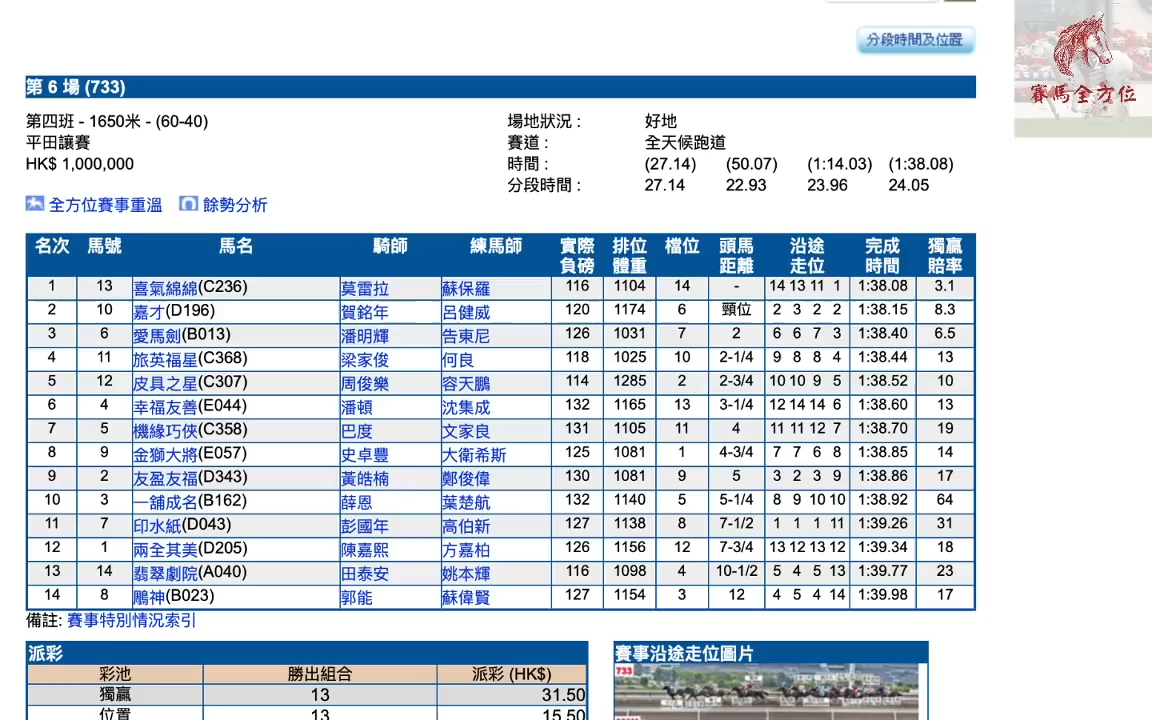 分段時間及位置
賽馬全方位
第 6 場 (733)
第四班 - 1650米 - (60-40) 場地狀況 : 好地
平田讓賽 賽道 : 全天候跑道
HK$ 1,000,000 時間 : (27.14) (50.07) (1:14.03) (1:38.08)
分段時間 : 27.14 22.93 23.96 24.05
全方位賽事重溫 餘勢分析
名次 馬號 馬名 騎師 練馬師 實際負磅 排位體重 檔位 頭馬距離 沿途走位 完成時間 獨贏賠率
1 13 喜氣綿綿(C236) 莫雷拉 蘇保羅 116 1104 14 - 14 13 11 1 1:38.08 3.1
2 10 嘉才(D196) 賀銘年 呂健威 120 1174 6 頸位 2 3 2 2 1:38.15 8.3
3 6 愛馬劍(B013) 潘明輝 告東尼 126 1031 7 2 6 6 7 3 1:38.40 6.5
4 11 旅英福星(C368) 梁家俊 何良 118 1025 10 2-1/4 9 8 8 4 1:38.44 13
5 12 皮具之星(C307) 周俊樂 容天鵬 114 1285 2 2-3/4 10 10 9 5 1:38.52 10
6 4 幸福友善(E044) 潘頓 沈集成 132 1165 13 3-1/4 12 14 14 6 1:38.60 13
7 5 機緣巧俠(C358) 巴度 文家良 131 1105 11 4 11 11 12 7 1:38.70 19
8 9 金獅大將(E057) 史卓豐 大衛希斯 125 1081 1 4-3/4 7 7 6 8 1:38.85 14
9 2 友盈友福(D343) 黃皓楠 鄭俊偉 130 1081 9 5 3 2 3 9 1:38.86 17
10 3 一舖成名(B162) 薛恩 葉楚航 132 1140 5 5-1/4 8 9 10 10 1:38.92 64
11 7 印水紙(D043) 彭國年 高伯新 127 1138 8 7-1/2 1 1 1 11 1:39.26 31
12 1 兩全其美(D205) 陳嘉熙 方嘉柏 126 1156 12 7-3/4 13 12 13 12 1:39.34 18
13 14 翡翠劇院(A040) 田泰安 姚本輝 116 1098 4 10-1/2 5 4 5 13 1:39.77 23
14 8 鵰神(B023) 郭能 蘇偉賢 127 1154 3 12 4 5 4 14 1:39.98 17
備註: 賽事特別情況索引
派彩 賽事沿途走位圖片
彩池 勝出組合 派彩 (HK$)
733
獨贏 13 31.50
位置 13 15.50